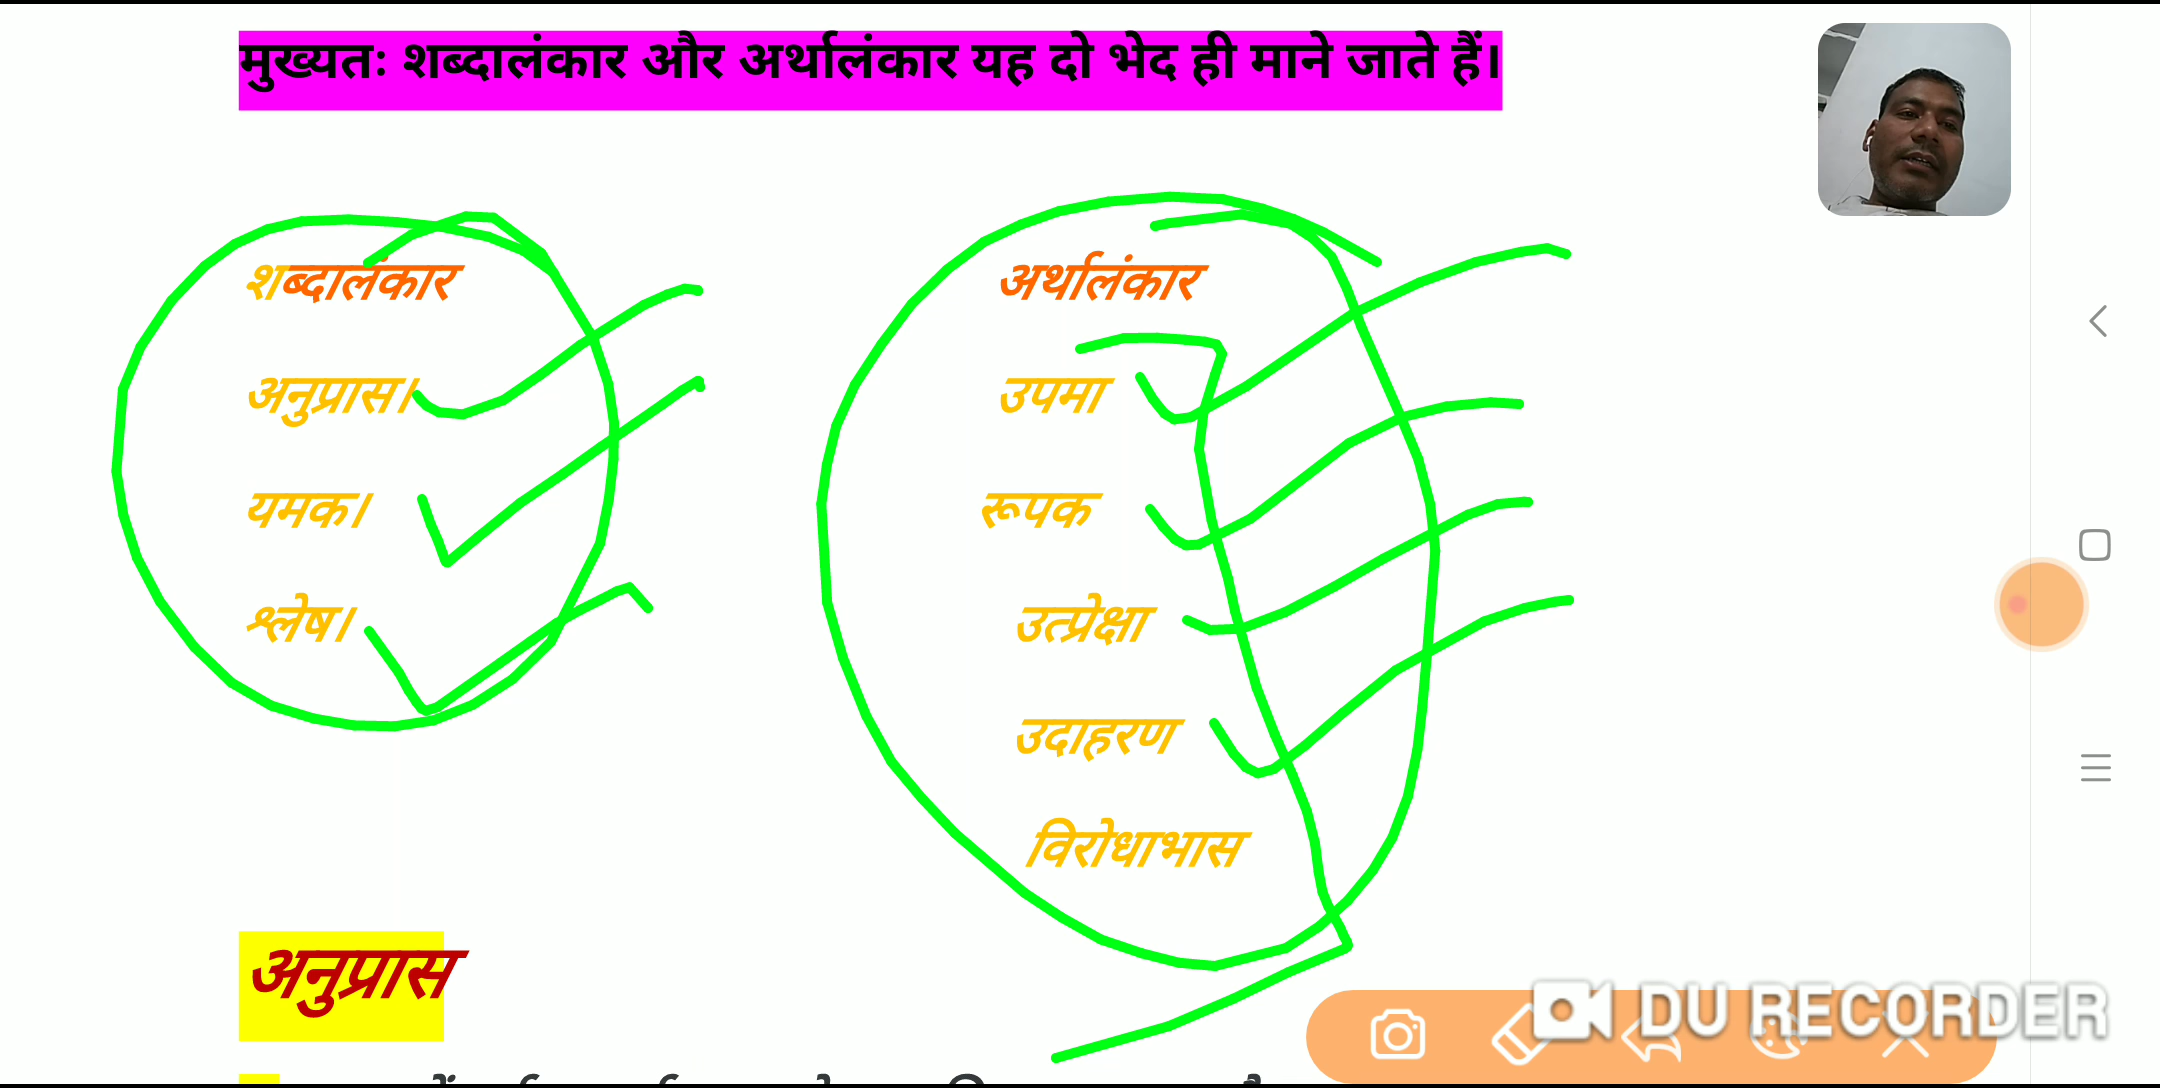 मुख्यतः शब्दालंकार और अर्थालंकार यह दो भेद ही माने जाते हैं।
शब्दालंकार
अनुप्रास।
यमक।
श्लेष।
अर्थालंकार
उपमा
रूपक
उत्प्रेक्षा
उदाहरण
विरोधाभास
अनुप्रास
DU RECORDER